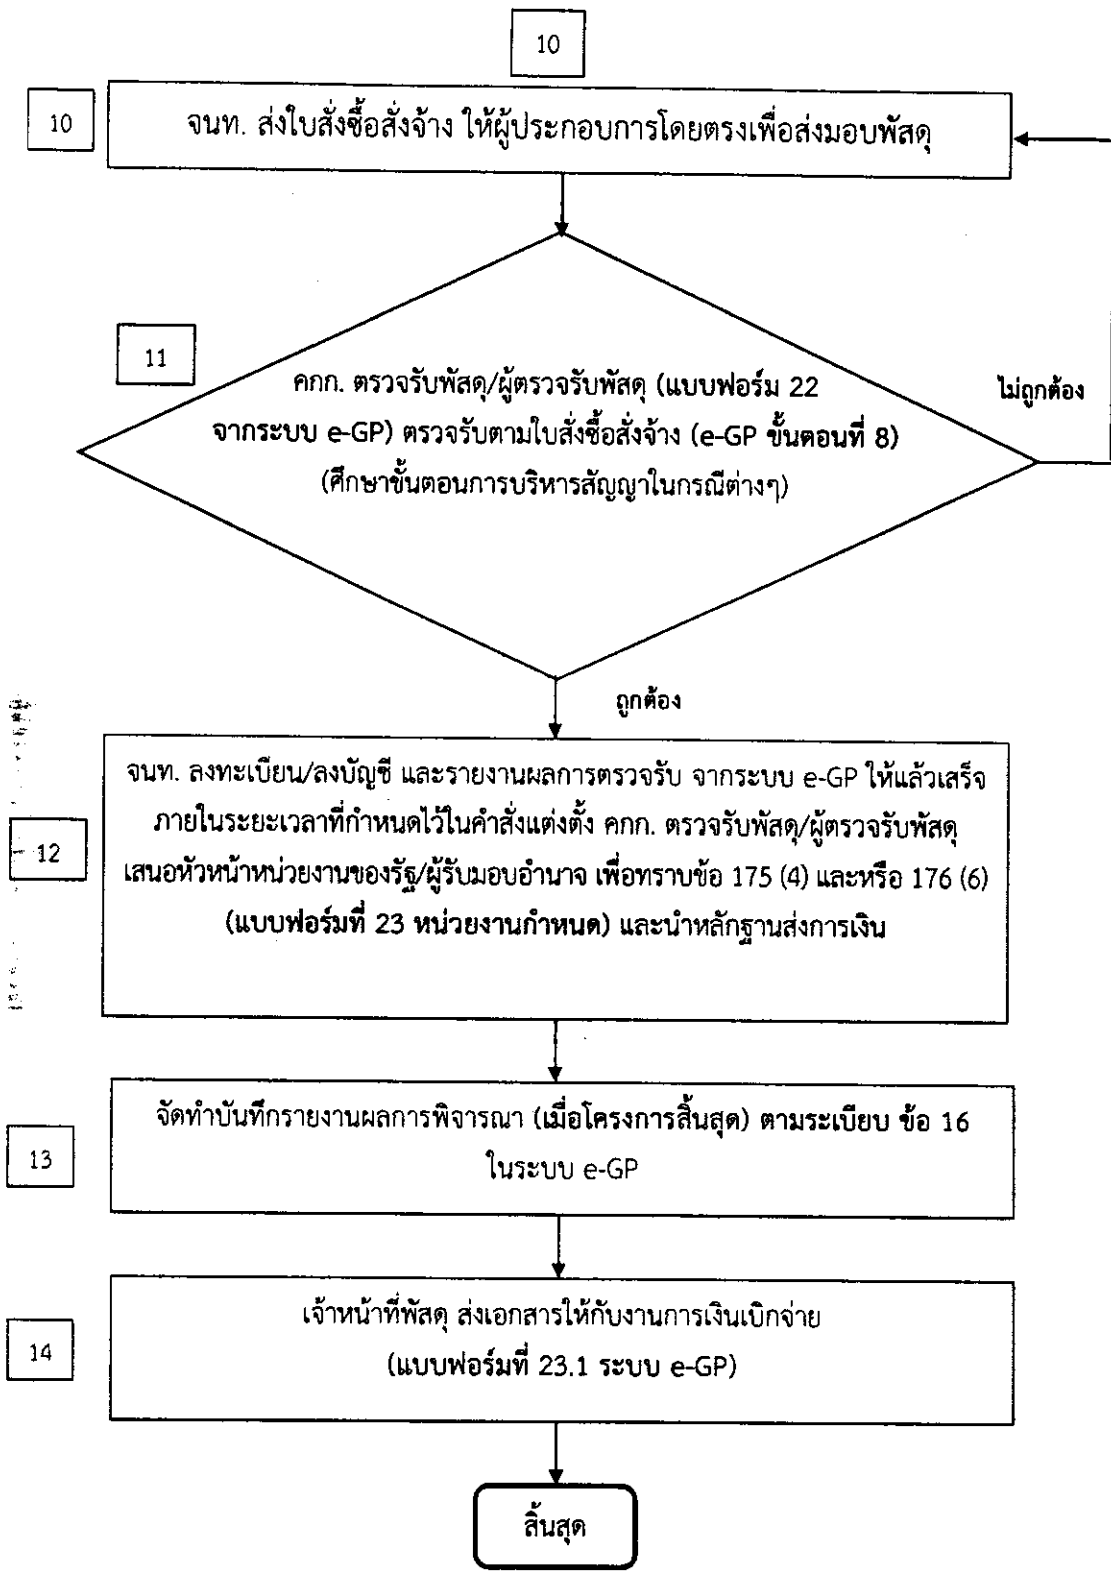 10
10
จนท. ส่งใบสั่งซื้อสั่งจ้าง ให้ผู้ประกอบการโดยตรงเพื่อส่งมอบพัสดุ
11
คกก. ตรวจรับพัสดุ/ผู้ตรวจรับพัสดุ (แบบฟอร์ม 22
จากระบบ e-GP) ตรวจรับตามใบสั่งซื้อสั่งจ้าง (e-GP ขั้นตอนที่ 8)
(ศึกษาขั้นตอนการบริหารสัญญาในกรณีต่างๆ)
ไม่ถูกต้อง
ถูกต้อง
12
จนท. ลงทะเบียน/ลงบัญชี และรายงานผลการตรวจรับ จากระบบ e-GP ให้แล้วเสร็จ
ภายในระยะเวลาที่กำหนดไว้ในคำสั่งแต่งตั้ง คกก. ตรวจรับพัสดุ/ผู้ตรวจรับพัสดุ
เสนอหัวหน้าหน่วยงานของรัฐ/ผู้รับมอบอำนาจ เพื่อทราบข้อ 175 (4) และหรือ 176 (6)
(แบบฟอร์มที่ 23 หน่วยงานกำหนด) และนำหลักฐานส่งการเงิน
13
จัดทำบันทึกรายงานผลการพิจารณา (เมื่อโครงการสิ้นสุด) ตามระเบียบ ข้อ 16
ในระบบ e-GP
14
เจ้าหน้าที่พัสดุ ส่งเอกสารให้กับงานการเงินเบิกจ่าย
(แบบฟอร์มที่ 23.1 ระบบ e-GP)
สิ้นสุด